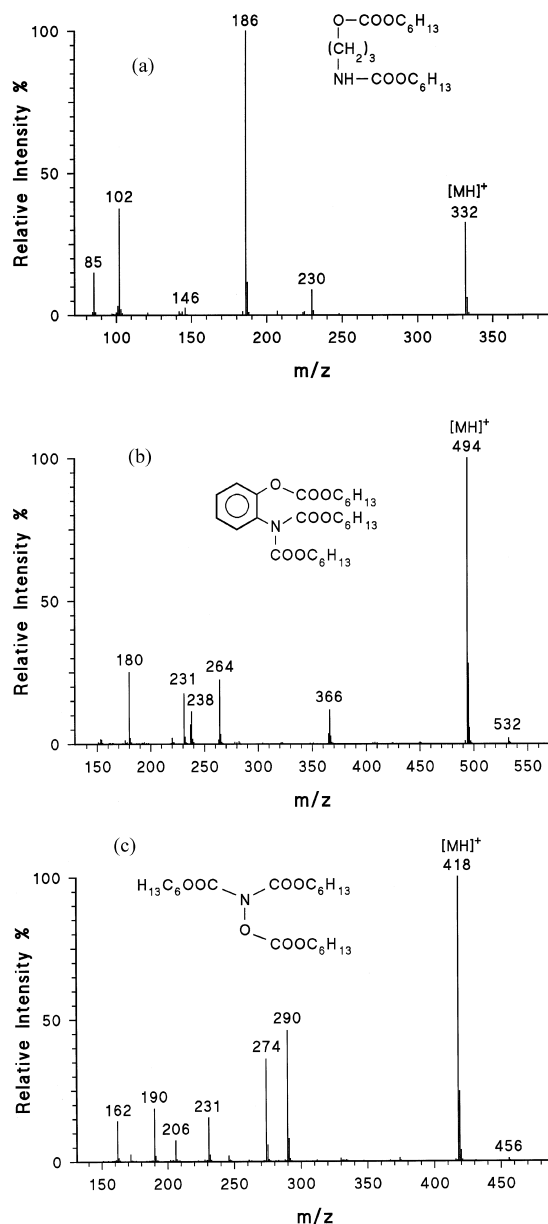 (a)
Relative Intensity %
100
50
0
186
102
85
146
230
[MH]+
332
O—COOC6H13
(CH2)3
NH—COOC6H13
100 150 200 250 300 350
m/z
(b)
Relative Intensity %
100
50
0
[MH]+
494
O
COOC6H13
N
COOC6H13
COOC6H13
180
231
238
264
366
532
150 200 250 300 350 400 450 500 550
m/z
(c)
Relative Intensity %
100
50
0
[MH]+
418
H13C6OOC
COOC6H13
N
O
COOC6H13
290
274
162
190
206
231
456
150 200 250 300 350 400 450
m/z